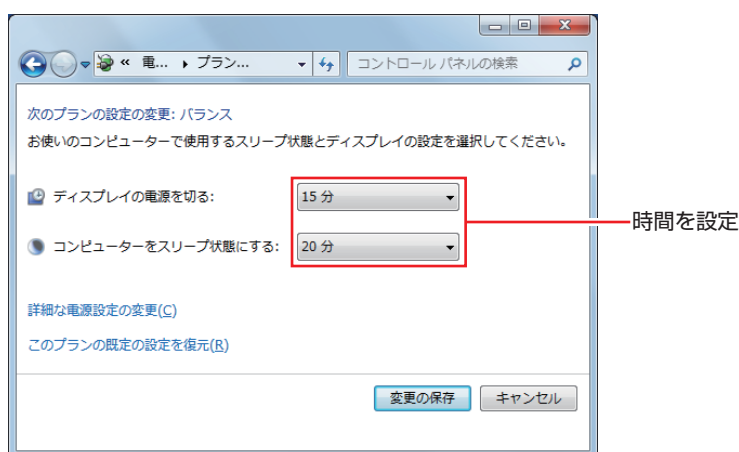 « 電... ▸ プラン...
コントロール パネルの検索
次のプランの設定の変更: バランス
お使いのコンピューターで使用するスリープ状態とディスプレイの設定を選択してください。
ディスプレイの電源を切る: 15 分
時間を設定
コンピューターをスリープ状態にする: 20 分
詳細な電源設定の変更(C)
このプランの既定の設定を復元(R)
変更の保存 キャンセル